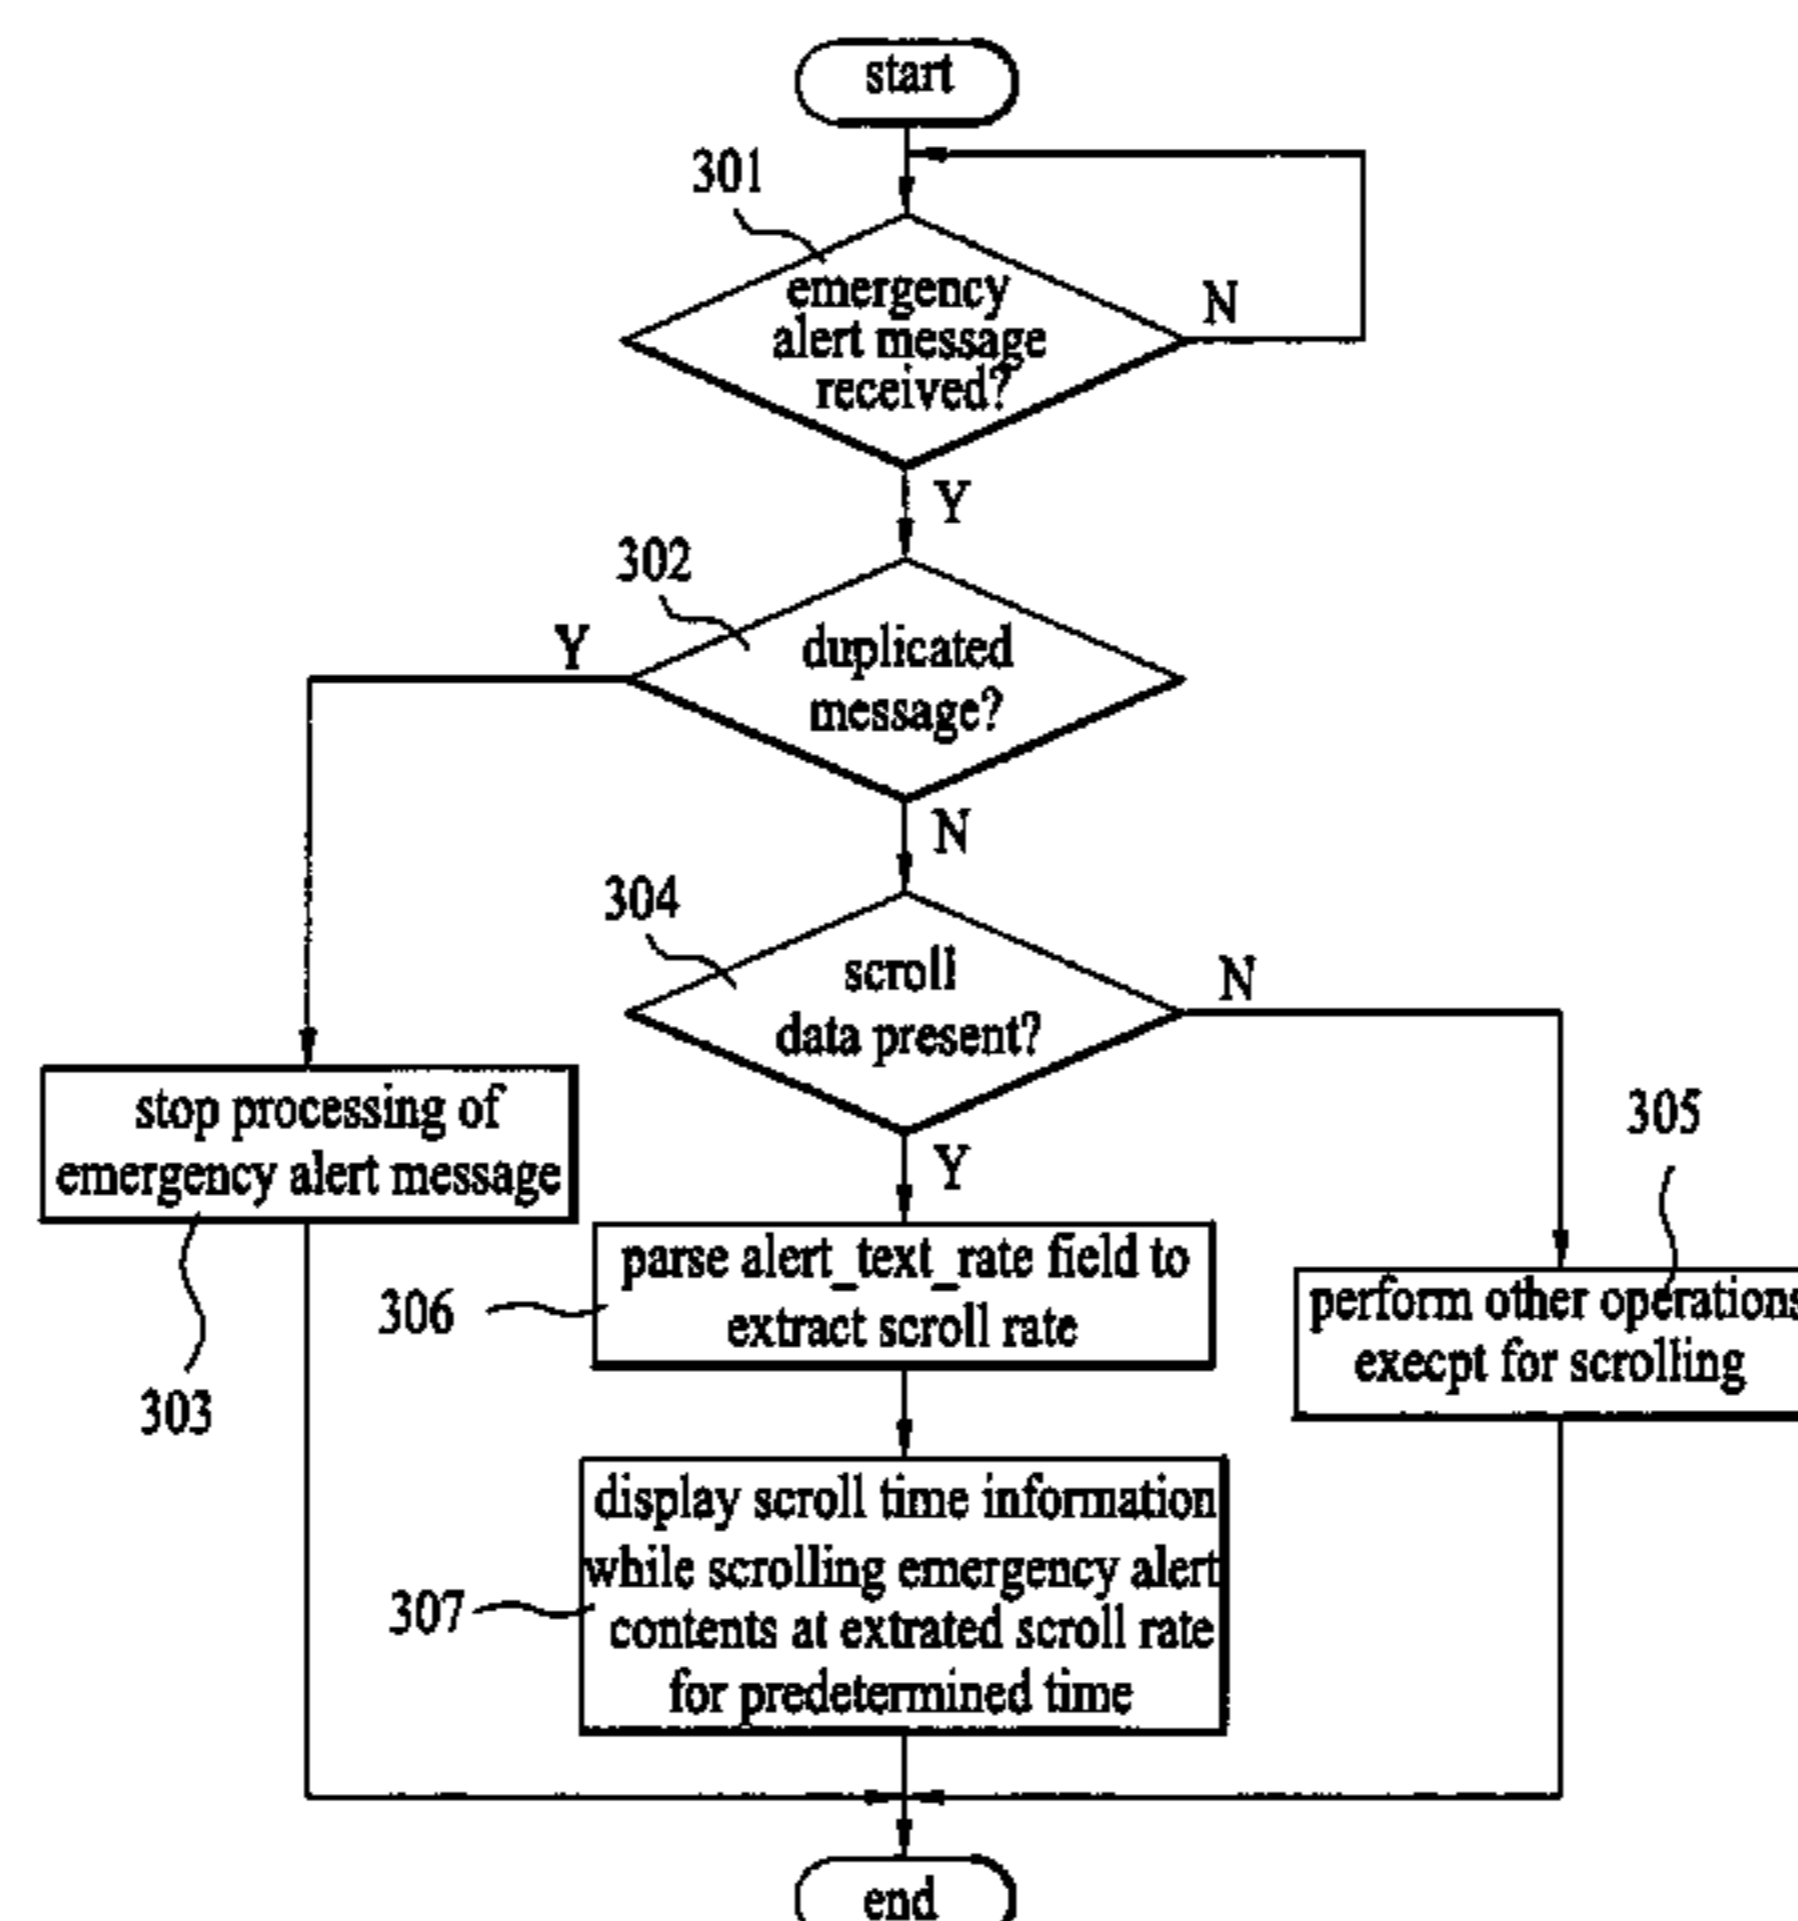 start
301
emergency
alert message
received?
N
Y
302
duplicated
message?
Y
N
304
scroll
data present?
N
Y
stop processing of
emergency alert message
303
305
parse alert_text_rate field to
extract scroll rate
306
perform other operations
execpt for scrolling
display scroll time information
while scrolling emergency alert
contents at extrated scroll rate
for predetermined time
307
end